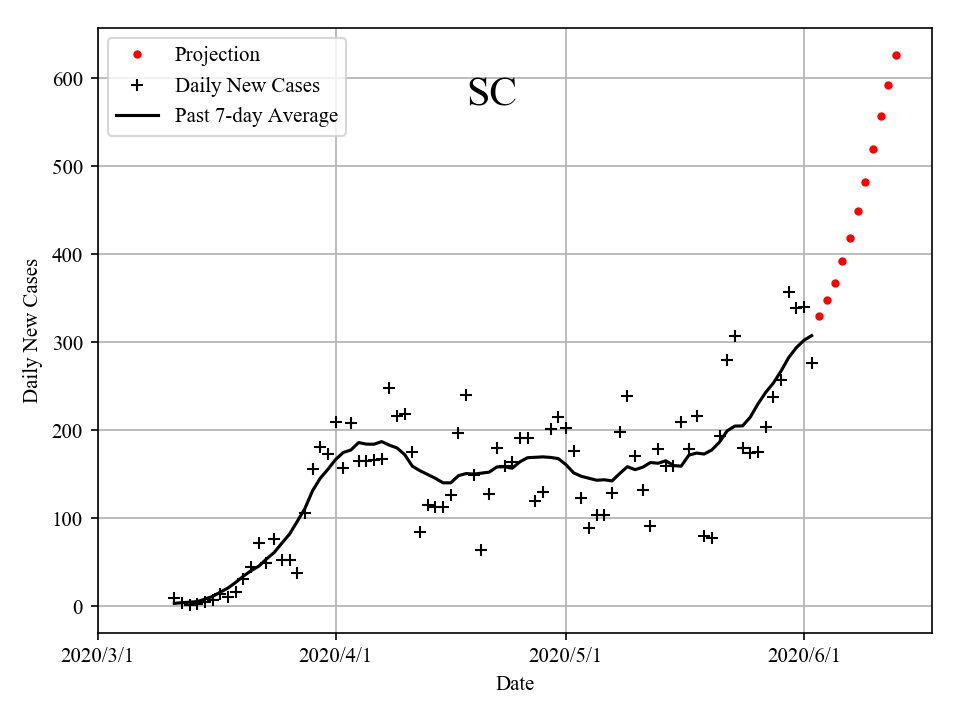 SC
Projection
Daily New Cases
Past 7-day Average
Daily New Cases
600
500
400
300
200
100
0
2020/3/1 2020/4/1 2020/5/1 2020/6/1
Date